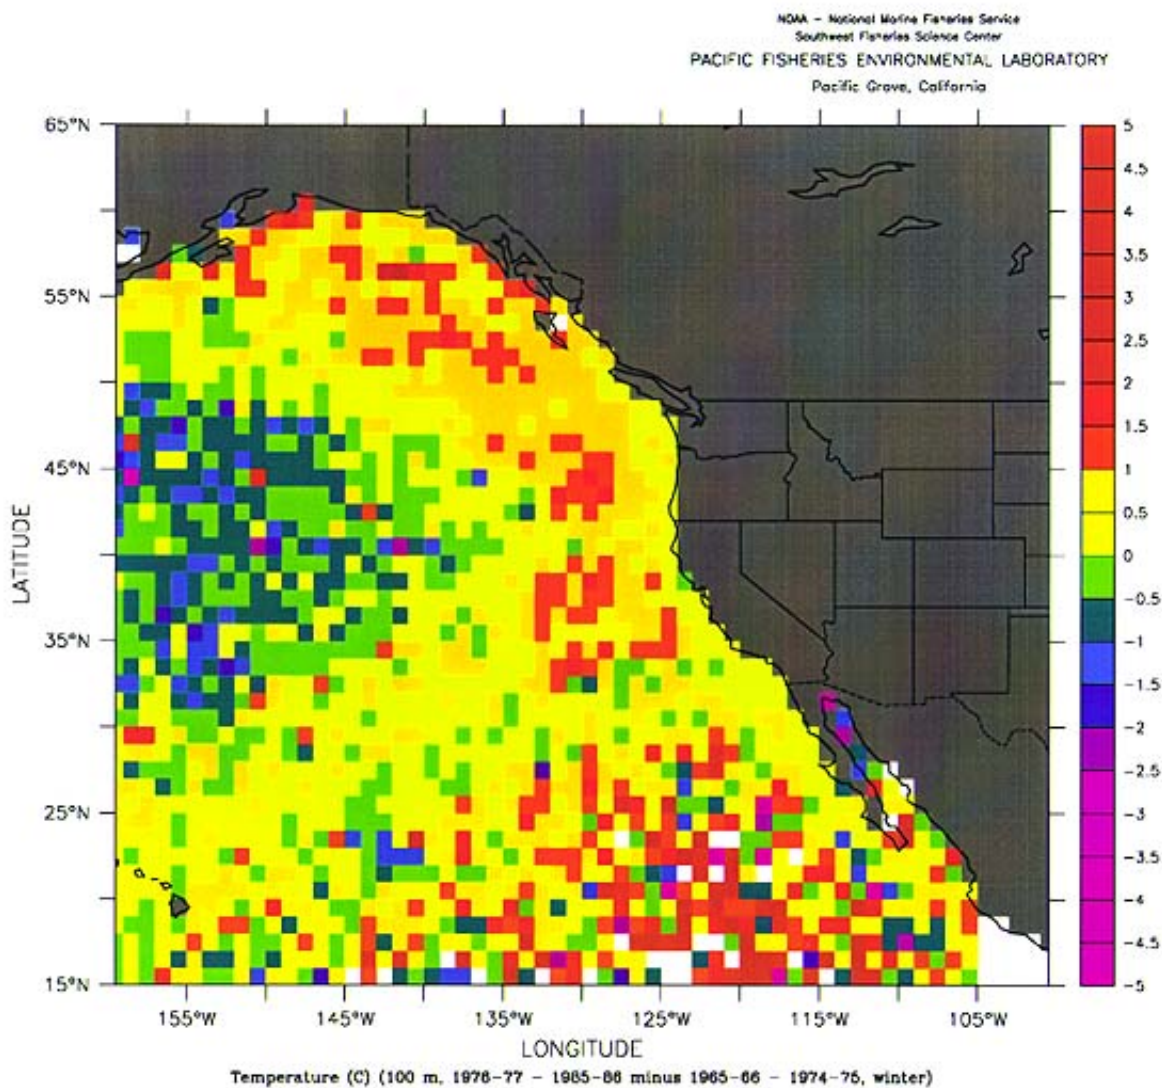 NOAA - National Marine Fisheries Service
Southwest Fisheries Science Center
PACIFIC FISHERIES ENVIRONMENTAL LABORATORY
Pacific Grove, California
65°N
55°N
45°N
35°N
25°N
15°N
LATITUDE
155°W
145°W
135°W
125°W
115°W
105°W
LONGITUDE
5
4.5
4
3.5
3
2.5
2
1.5
1
0.5
0
-0.5
-1
-1.5
-2
-2.5
-3
-3.5
-4
-4.5
-5
Temperature (C) (100 m, 1976-77 - 1985-86 minus 1965-66 - 1974-75, winter)